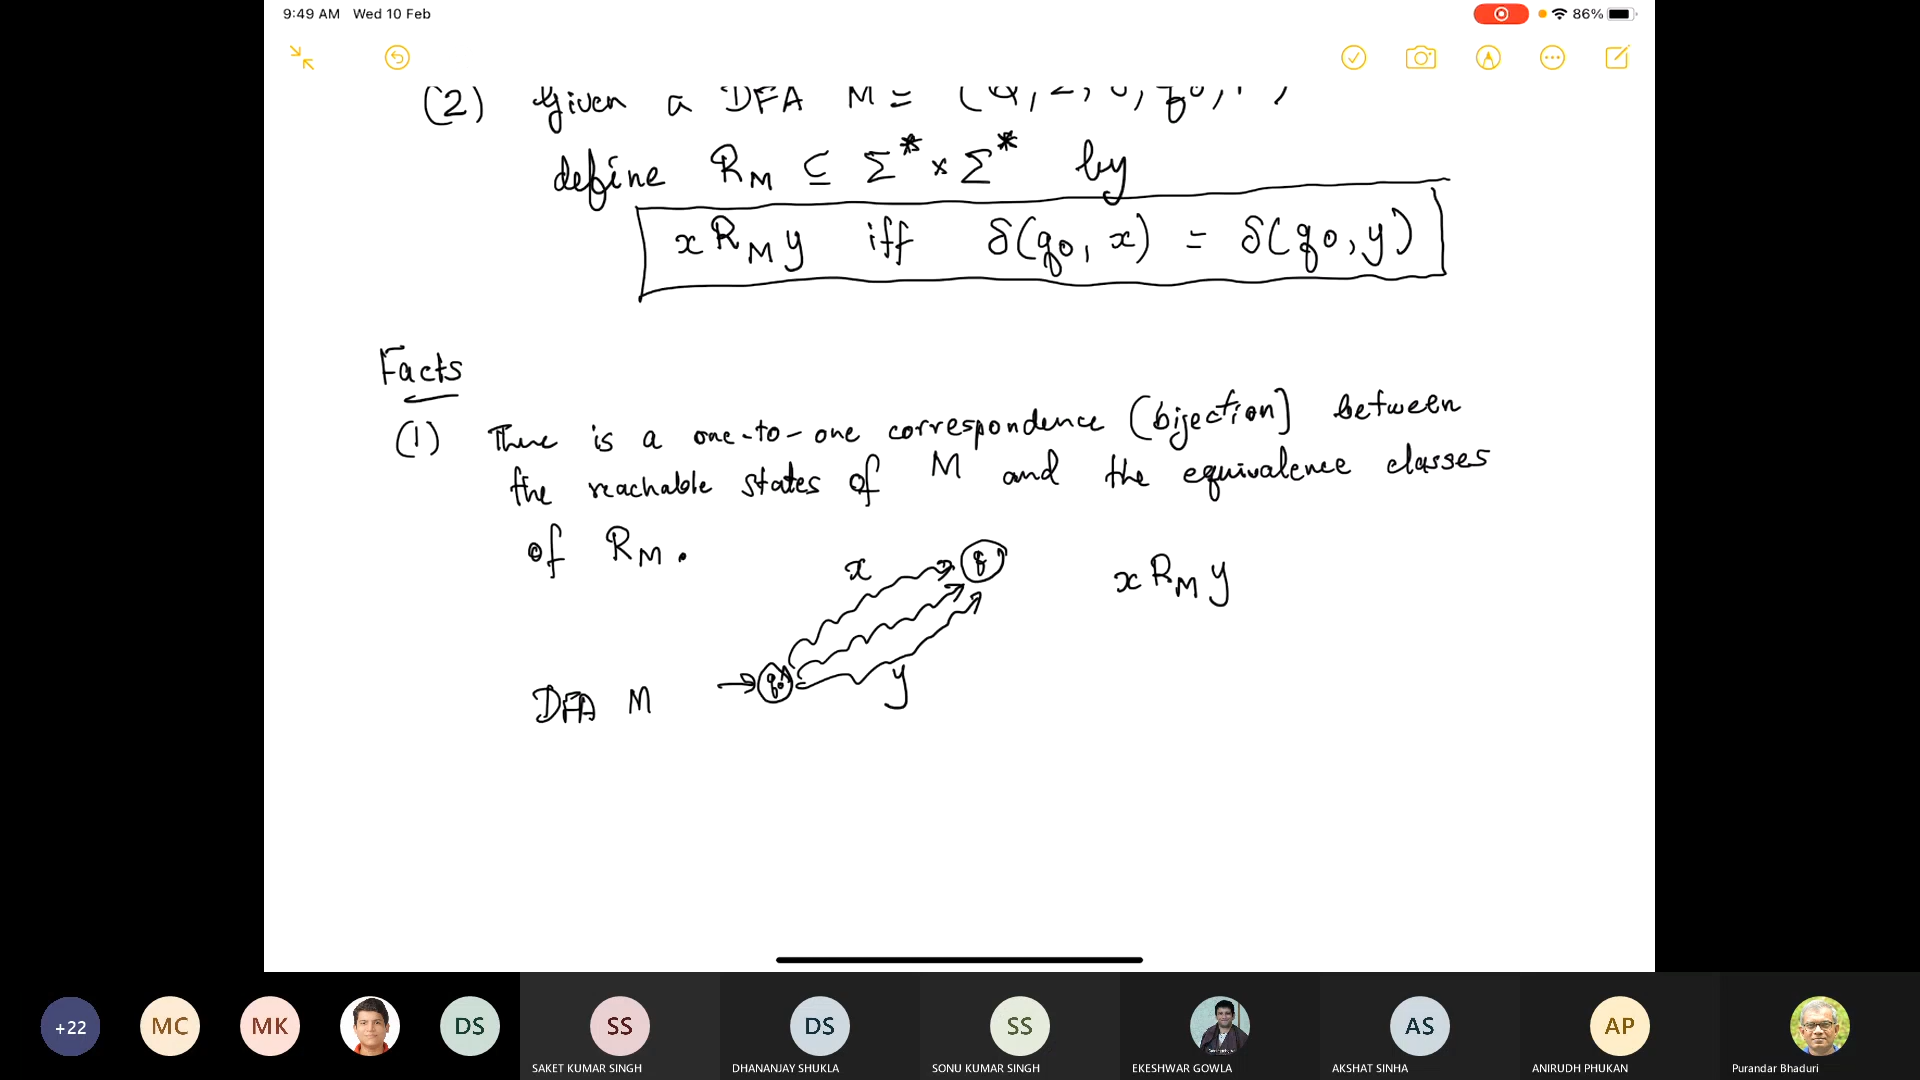 9:49 AM Wed 10 Feb 86%
(2) Given a DFA M = (Q, Σ, δ, q0, F)
define RM ⊆ Σ* × Σ* by
x RM y iff δ(q0, x) = δ(q0, y)
Facts
(1) There is a one-to-one correspondence (bijection) between
the reachable states of M and the equivalence classes
of RM.
x q x RM y
DFA M q0 y
+22 MC MK DS SS DS SS AS AP
SAKET KUMAR SINGH DHANANJAY SHUKLA SONU KUMAR SINGH EKESHWAR GOWLA AKSHAT SINHA ANIRUDH PHUKAN Purandar Bhaduri